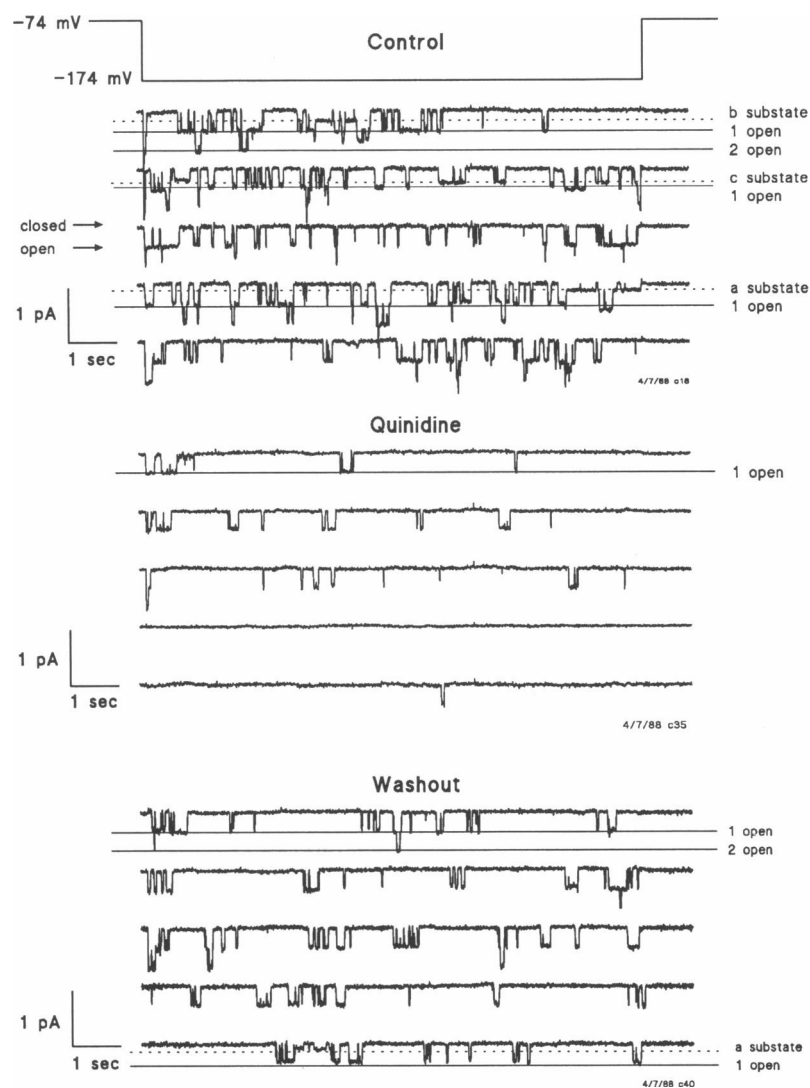 -74 mV
Control
-174 mV
b substate
1 open
2 open
c substate
1 open
closed →
open →
a substate
1 open
1 pA
1 sec
4/7/88 c18
Quinidine
1 open
1 pA
1 sec
4/7/88 c35
Washout
1 open
2 open
1 pA
1 sec
a substate
1 open
4/7/88 c40